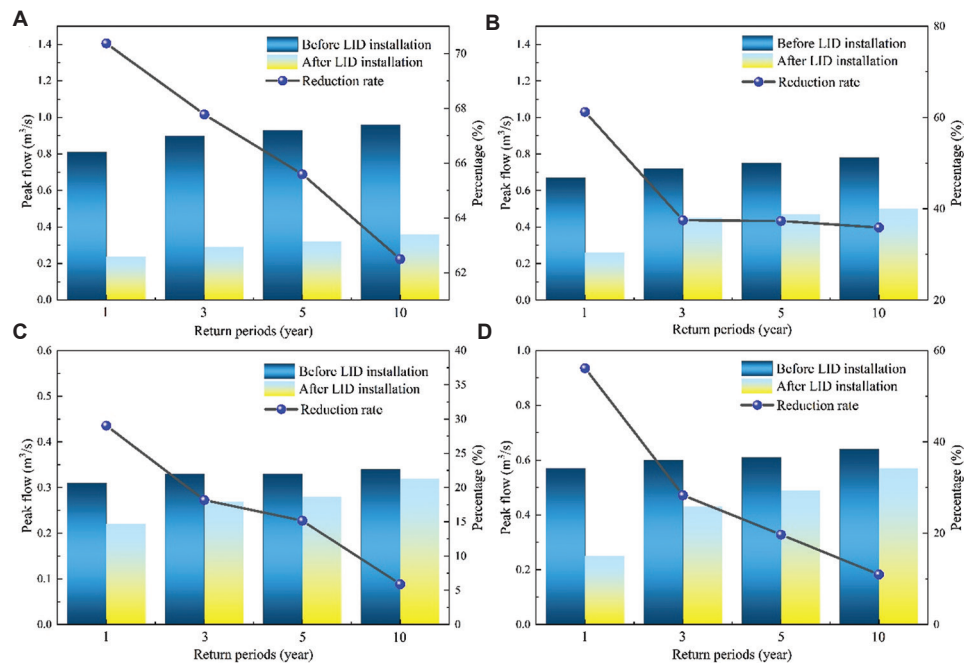 A
1.4
1.2
1.0
0.8
0.6
0.4
0.2
0.0
Peak flow (m³/s)
70
68
66
64
62
Percentage (%)
Before LID installation
After LID installation
Reduction rate
1 3 5 10
Return periods (year)
B
1.4
1.2
1.0
0.8
0.6
0.4
0.2
0.0
Peak flow (m³/s)
80
60
40
20
Percentage (%)
Before LID installation
After LID installation
Reduction rate
1 3 5 10
Return periods (year)
C
0.6
0.5
0.4
0.3
0.2
0.1
0.0
Peak flow (m³/s)
40
35
30
25
20
15
10
5
0
Percentage (%)
Before LID installation
After LID installation
Reduction rate
1 3 5 10
Return periods (year)
D
1.0
0.8
0.6
0.4
0.2
0.0
Peak flow (m³/s)
60
40
20
0
Percentage (%)
Before LID installation
After LID installation
Reduction rate
1 3 5 10
Return periods (year)